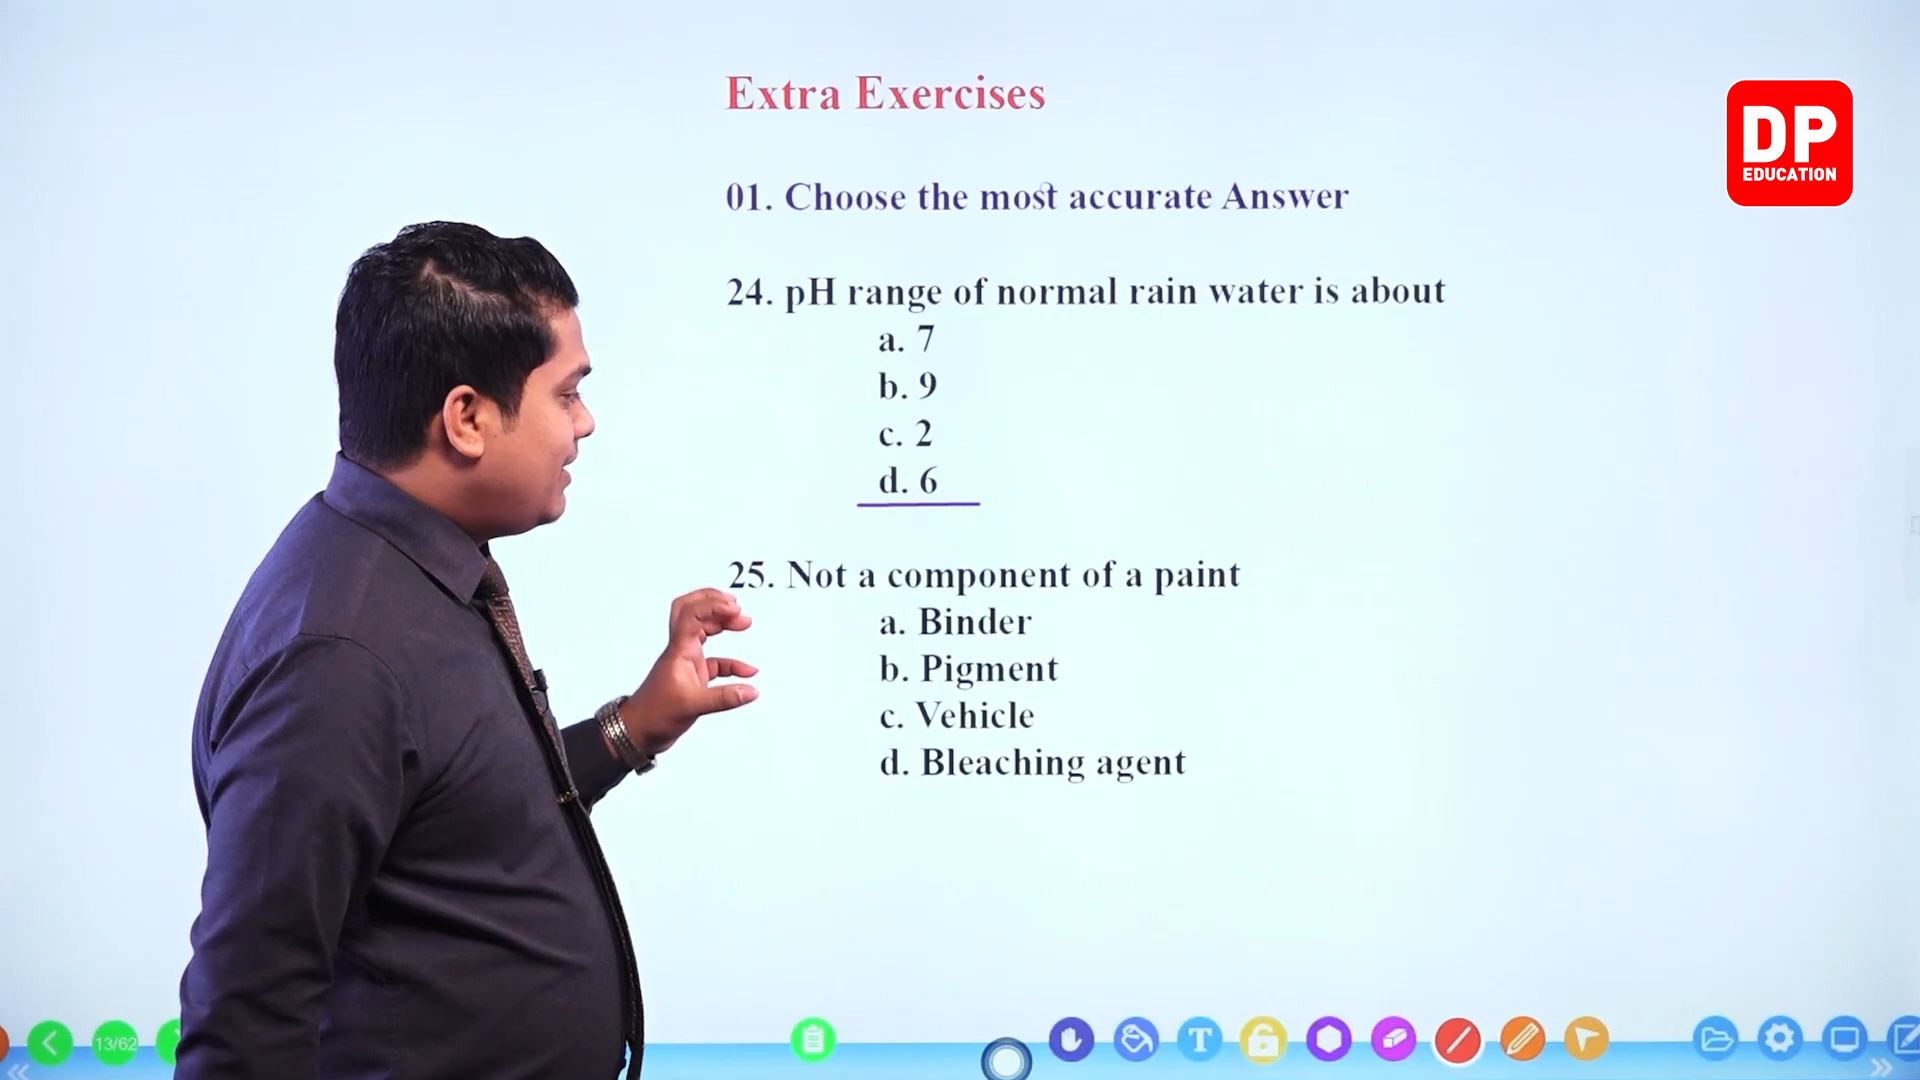 Extra Exercises
DP
EDUCATION
01. Choose the most accurate Answer
24. pH range of normal rain water is about
a. 7
b. 9
c. 2
d. 6
25. Not a component of a paint
a. Binder
b. Pigment
c. Vehicle
d. Bleaching agent
13/62
T